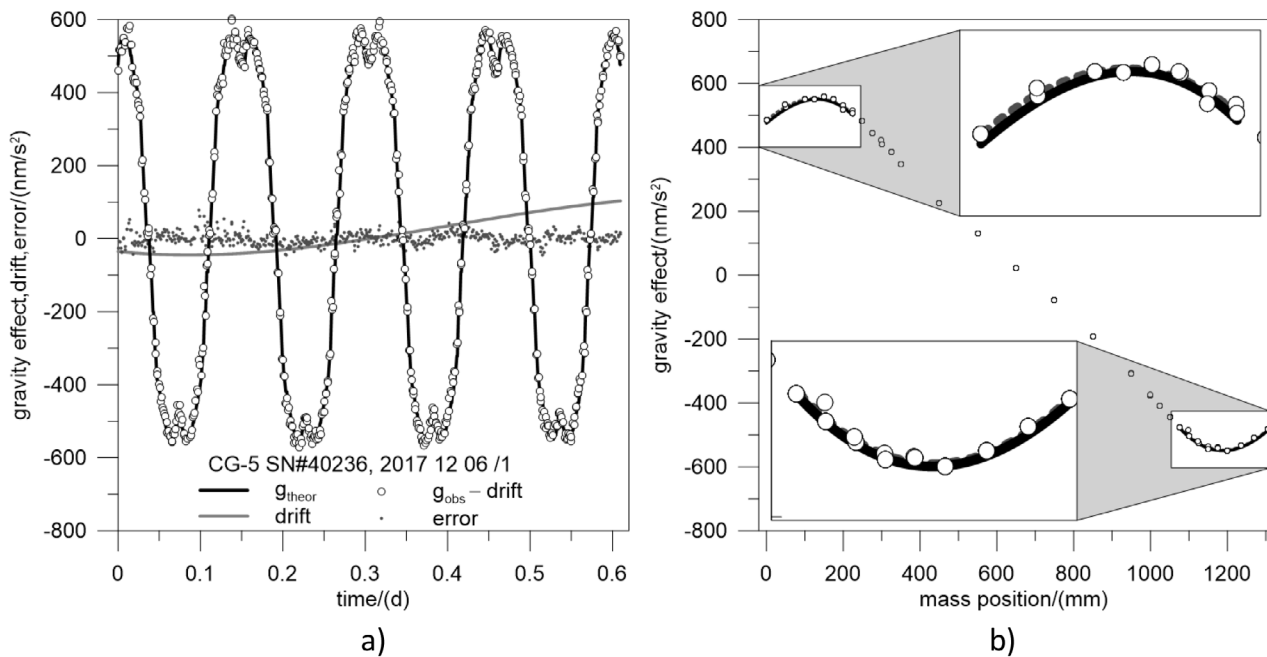 gravity effect,drift,error/(nm/s²)
600
400
200
0
-200
-400
-600
-800
CG-5 SN#40236, 2017 12 06 /1
g_theor
g_obs – drift
drift
error
0 0.1 0.2 0.3 0.4 0.5 0.6
time/(d)
a)
gravity effect/(nm/s²)
800
600
400
200
0
-200
-400
-600
-800
0 200 400 600 800 1000 1200
mass position/(mm)
b)